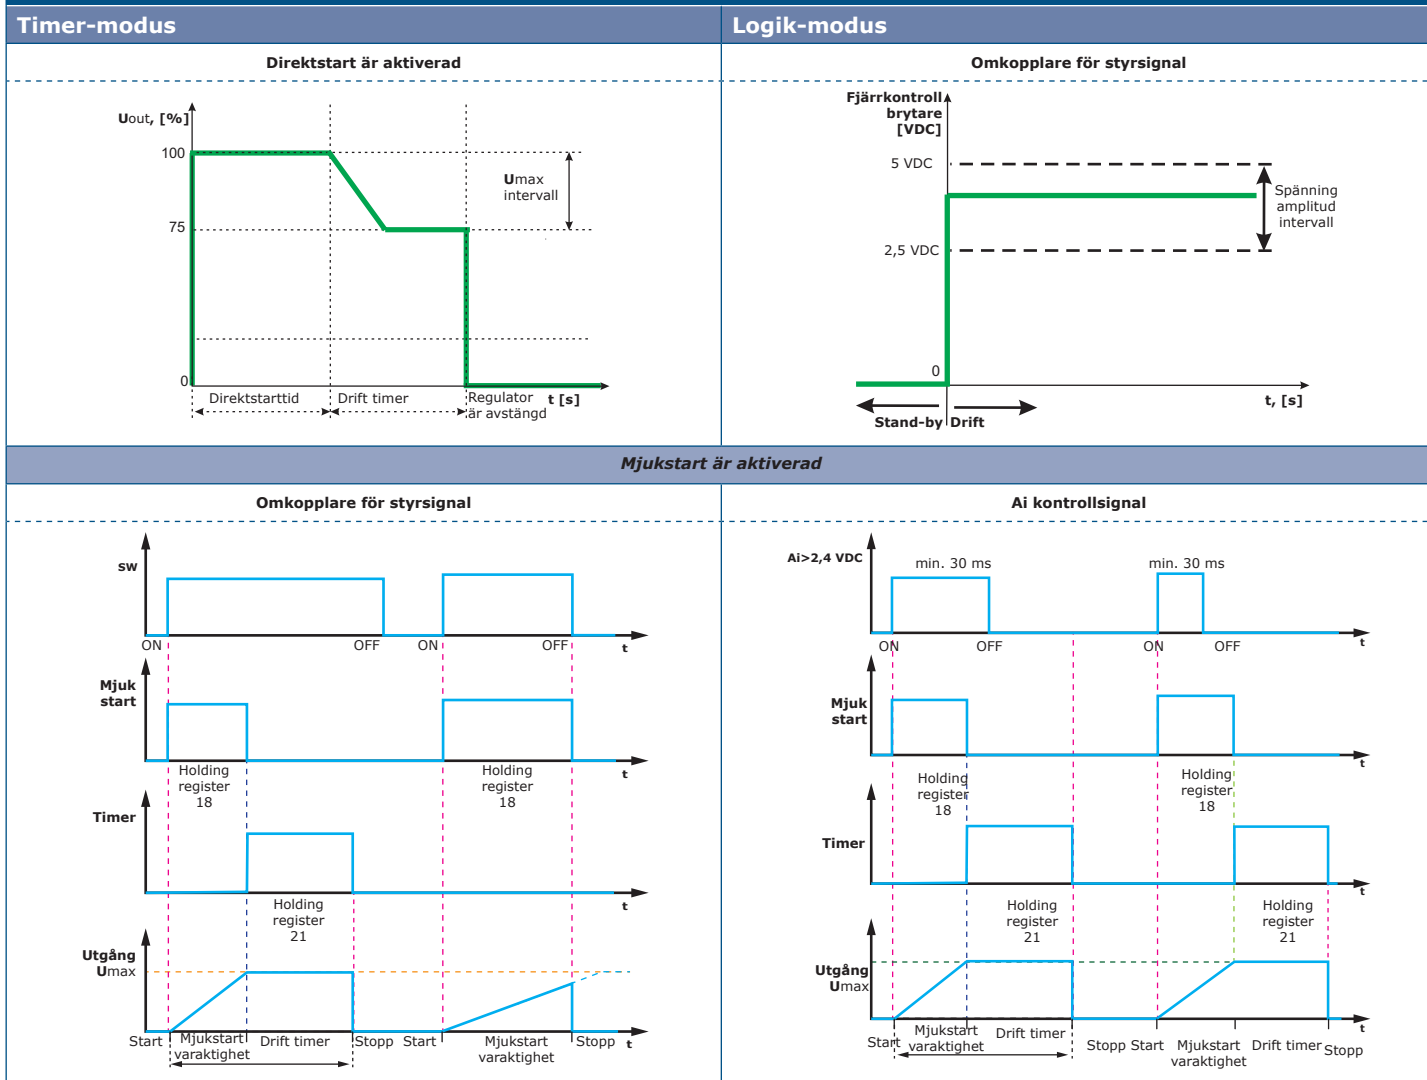 Timer-modus
Logik-modus
Direktstart är aktiverad
Uout, [%]
100
75
0
Umax
intervall
Direktstarttid
Drift timer
Regulator
är avstängd
t [s]
Omkopplare för styrsignal
Fjärrkontroll
brytare
[VDC]
5 VDC
2,5 VDC
0
Spänning
amplitud
intervall
t, [s]
Stand-by
Drift
Mjukstart är aktiverad
Omkopplare för styrsignal
sw
ON
OFF
ON
OFF
t
Mjuk
start
t
Holding
register
18
Holding
register
18
Timer
t
Holding
register
21
Utgång
Umax
Start
Mjukstart
varaktighet
Drift timer
Stopp
Start
Mjukstart
varaktighet
Stopp
t
Ai kontrollsignal
Ai>2,4 VDC
min. 30 ms
min. 30 ms
ON
OFF
ON
OFF
t
Mjuk
start
t
Holding
register
18
Holding
register
18
Timer
t
Holding
register
21
Holding
register
21
Utgång
Umax
t
Start
Mjukstart
varaktighet
Drift timer
Stopp
Start
Mjukstart
varaktighet
Drift timer
Stopp